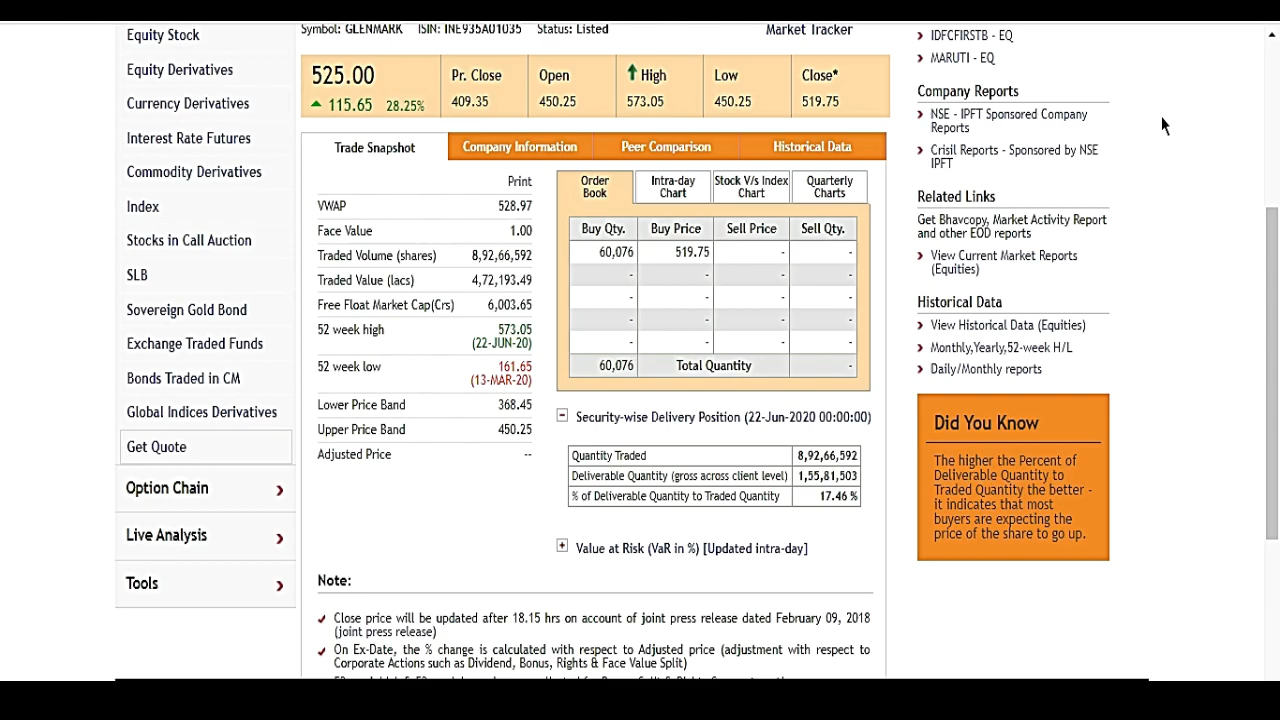 Symbol: GLENMARK ISIN: INE935A01035 Status: Listed Market Tracker
Equity Stock
Equity Derivatives
Currency Derivatives
Interest Rate Futures
Commodity Derivatives
Index
Stocks in Call Auction
SLB
Sovereign Gold Bond
Exchange Traded Funds
Bonds Traded in CM
Global Indices Derivatives
Get Quote
Option Chain
Live Analysis
Tools
525.00 Pr. Close Open High Low Close*
115.65 28.25% 409.35 450.25 573.05 450.25 519.75
Trade Snapshot Company Information Peer Comparison Historical Data
Print
VWAP 528.97
Face Value 1.00
Traded Volume (shares) 8,92,66,592
Traded Value (lacs) 4,72,193.49
Free Float Market Cap(Crs) 6,003.65
52 week high 573.05
(22-JUN-20)
52 week low 161.65
(13-MAR-20)
Lower Price Band 368.45
Upper Price Band 450.25
Adjusted Price --
Order Intra-day Stock V/s Index Quarterly
Book Chart Chart Charts
Buy Qty. Buy Price Sell Price Sell Qty.
60,076 519.75 - -
- - - -
- - - -
- - - -
- - - -
60,076 Total Quantity -
Security-wise Delivery Position (22-Jun-2020 00:00:00)
Quantity Traded 8,92,66,592
Deliverable Quantity (gross across client level) 1,55,81,503
% of Deliverable Quantity to Traded Quantity 17.46 %
Value at Risk (VaR in %) [Updated intra-day]
Note:
Close price will be updated after 18.15 hrs on account of joint press release dated February 09, 2018
(joint press release)
On Ex-Date, the % change is calculated with respect to Adjusted price (adjustment with respect to
Corporate Actions such as Dividend, Bonus, Rights & Face Value Split)
IDFCFIRSTB - EQ
MARUTI - EQ
Company Reports
NSE - IPFT Sponsored Company
Reports
Crisil Reports - Sponsored by NSE
IPFT
Related Links
Get Bhavcopy, Market Activity Report
and other EOD reports
View Current Market Reports
(Equities)
Historical Data
View Historical Data (Equities)
Monthly,Yearly,52-week H/L
Daily/Monthly reports
Did You Know
The higher the Percent of
Deliverable Quantity to
Traded Quantity the better -
it indicates that most
buyers are expecting the
price of the share to go up.